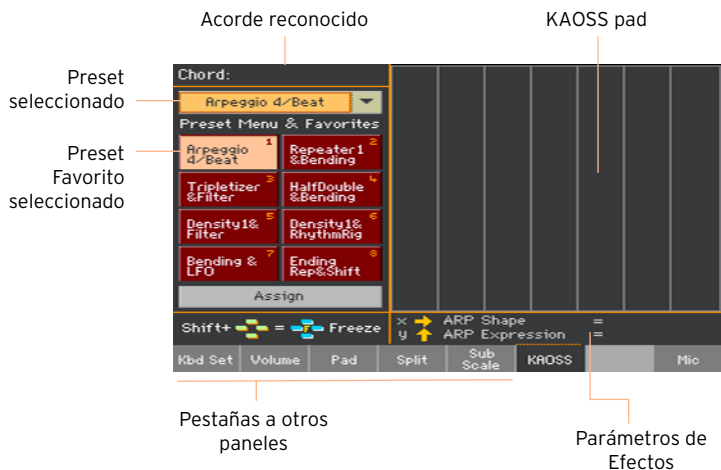 Acorde reconocido
KAOSS pad
Preset
seleccionado
Preset
Favorito
seleccionado
Chord:
Arpeggio 4/Beat
Preset Menu & Favorites
Arpeggio 4/Beat 1
Repeater1 &Bending 2
Tripletizer &Filter 3
HalfDouble &Bending 4
Density1& Filter 5
Density1& RhythmRig 6
Bending & LFO 7
Ending Rep&Shift 8
Assign
Shift+ = F Freeze
x ARP Shape =
y ARP Expression =
Kbd Set Volume Pad Split Sub Scale KAOSS Mic
Pestañas a otros
paneles
Parámetros de
Efectos